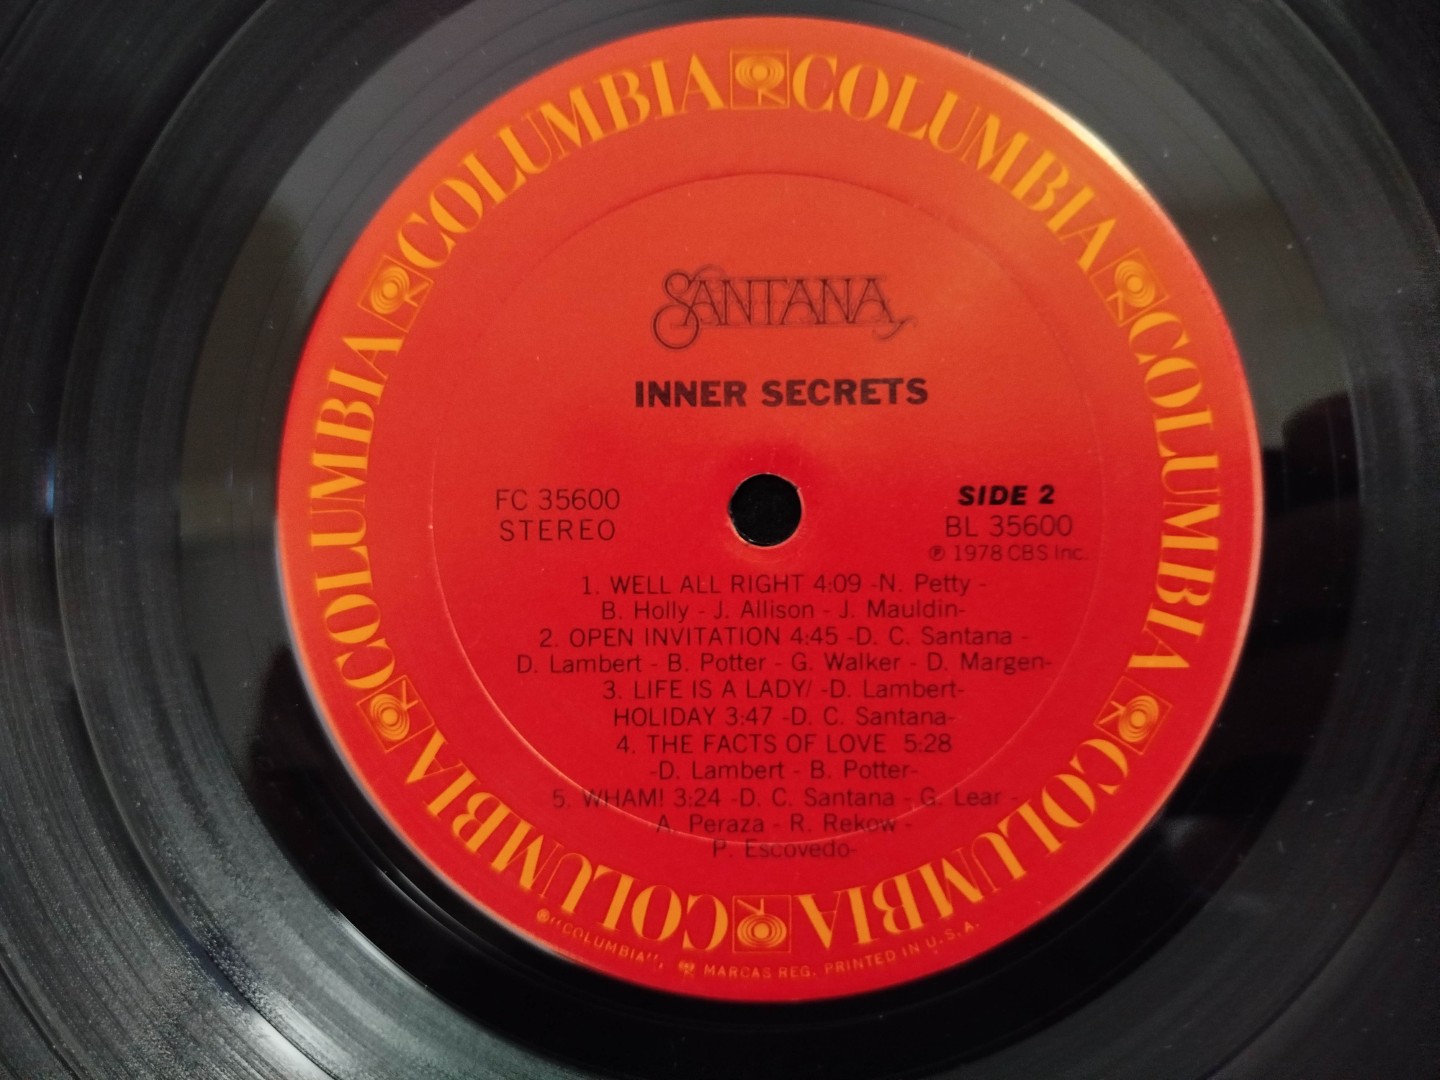 COLUMBIA COLUMBIA COLUMBIA COLUMBIA COLUMBIA COLUMBIA COLUMBIA COLUMBIA
SANTANA
INNER SECRETS
FC 35600
STEREO
SIDE 2
BL 35600
℗ 1978 CBS Inc.
1. WELL ALL RIGHT 4:09 -N. Petty -
B. Holly - J. Allison - J. Mauldin-
2. OPEN INVITATION 4:45 -D. C. Santana -
D. Lambert - B. Potter - G. Walker - D. Margen-
3. LIFE IS A LADY/ -D. Lambert-
HOLIDAY 3:47 -D. C. Santana-
4. THE FACTS OF LOVE 5:28
-D. Lambert - B. Potter-
5. WHAM! 3:24 -D. C. Santana - G. Lear -
A. Peraza - R. Rekow -
P. Escovedo-
® "COLUMBIA", MARCAS REG. PRINTED IN U.S.A.